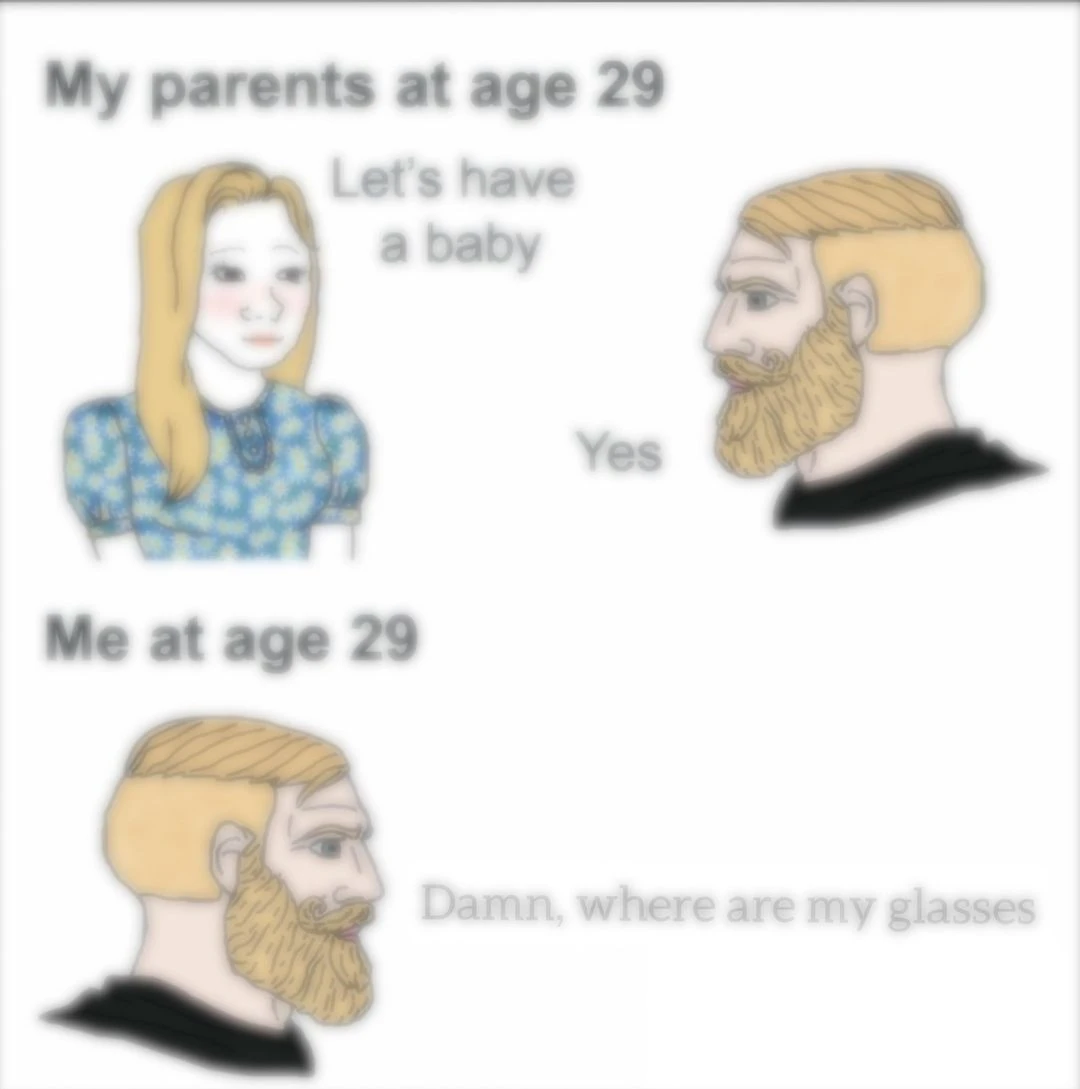 My parents at age 29
Let's have
a baby
Yes
Me at age 29
Damn, where are my glasses